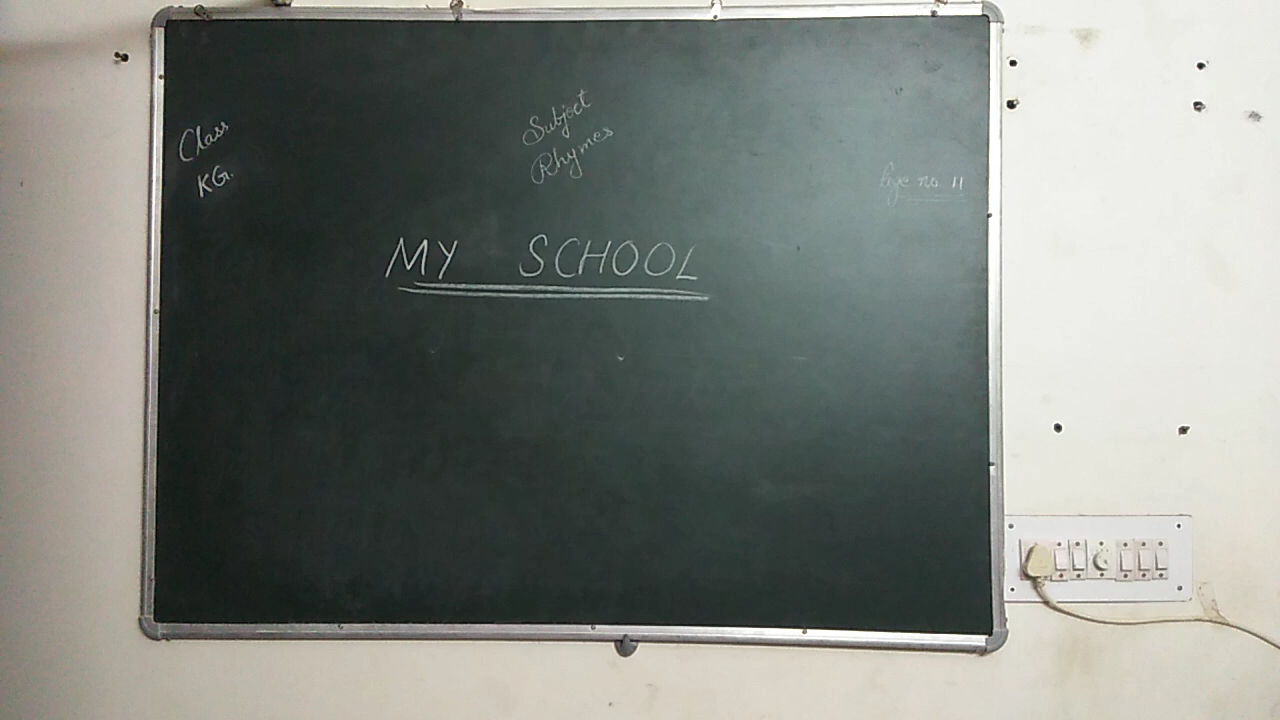 Class
KG.
Subject
Rhymes
Page no. 11
MY SCHOOL